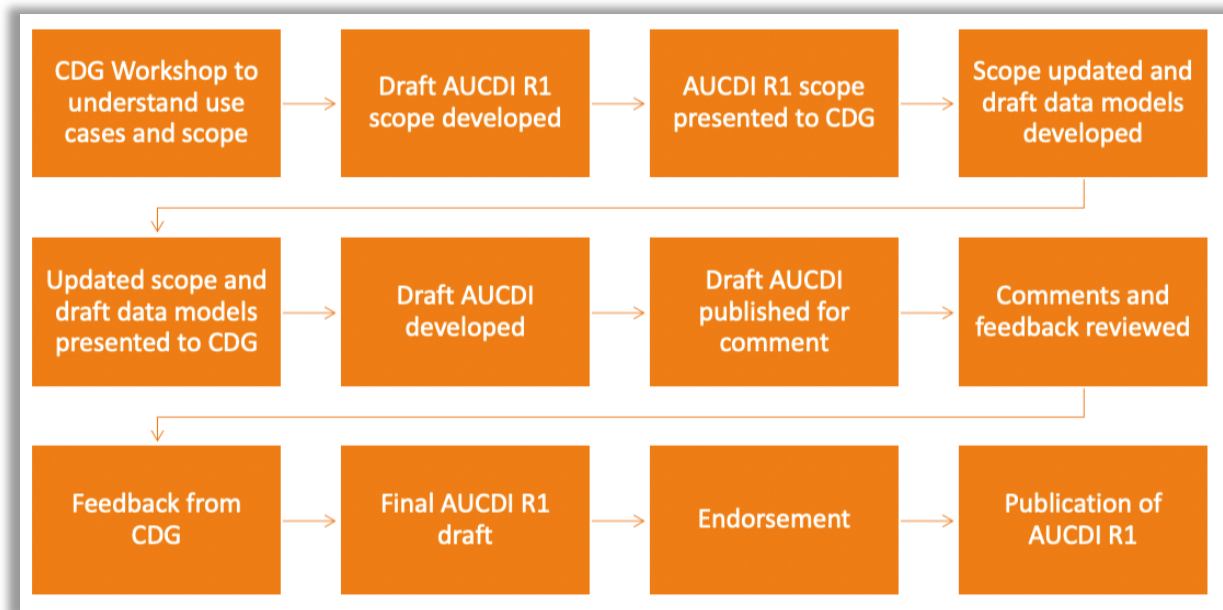 CDG Workshop to
understand use
cases and scope
Draft AUCDI R1
scope developed
AUCDI R1 scope
presented to CDG
Scope updated and
draft data models
developed
Updated scope and
draft data models
presented to CDG
Draft AUCDI
developed
Draft AUCDI
published for
comment
Comments and
feedback reviewed
Feedback from
CDG
Final AUCDI R1
draft
Endorsement
Publication of
AUCDI R1